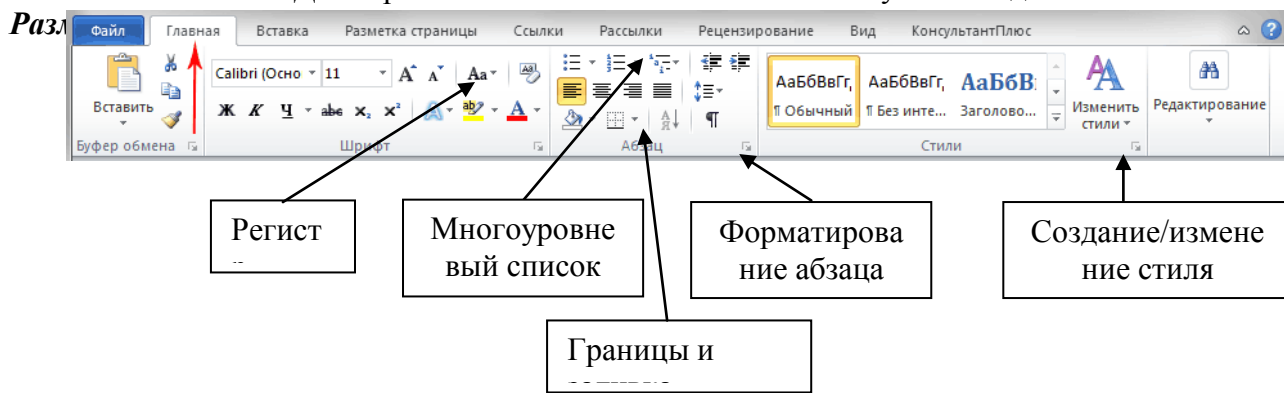 Файл Главная Вставка Разметка страницы Ссылки Рассылки Рецензирование Вид КонсультантПлюс
Calibri (Осно 11 А А Аа
Вставить
Ж К Ч abc x₂ x² А ab А
АаБбВвГг, АаБбВвГг, АаБбВ
¶ Обычный ¶ Без инте... Заголово...
Изменить
стили
Редактирование
Буфер обмена Шрифт Абзац Стили
Регист
Многоуровне
вый список
Форматирова
ние абзаца
Создание/измене
ние стиля
Границы и